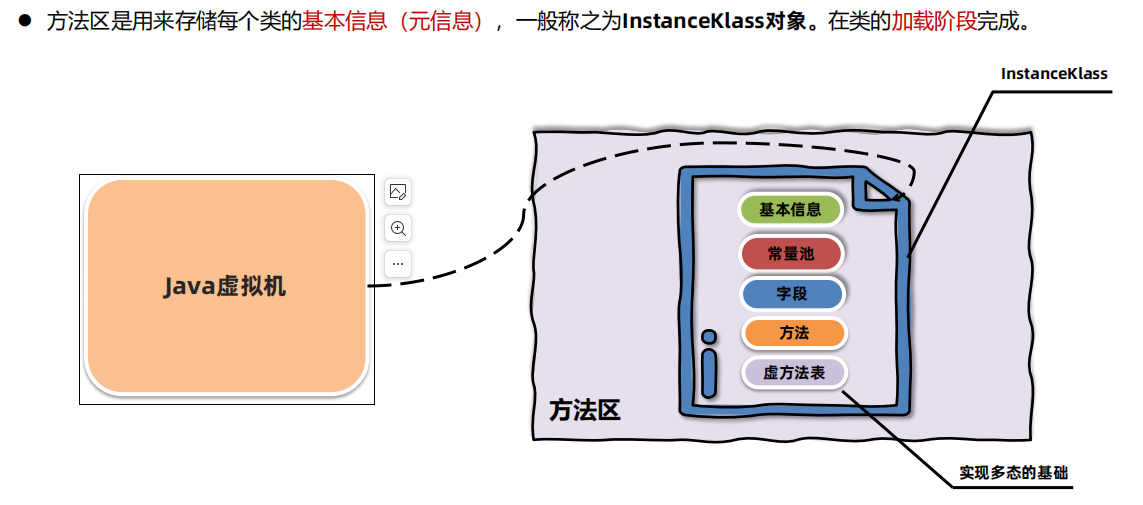 ● 方法区是用来存储每个类的基本信息（元信息），一般称之为InstanceKlass对象。在类的加载阶段完成。
InstanceKlass
基本信息
常量池
Java虚拟机
字段
方法
虚方法表
方法区
实现多态的基础